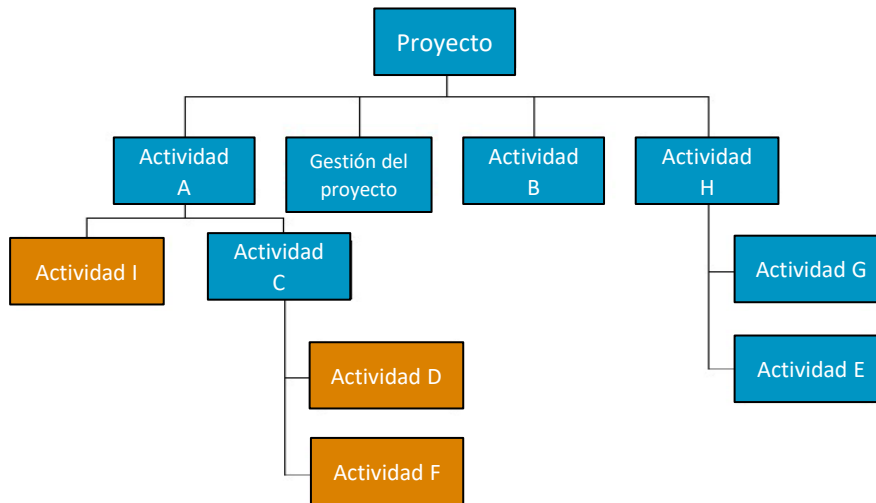 Proyecto
Actividad
A
Gestión del
proyecto
Actividad
B
Actividad
H
Actividad I
Actividad
C
Actividad G
Actividad D
Actividad E
Actividad F